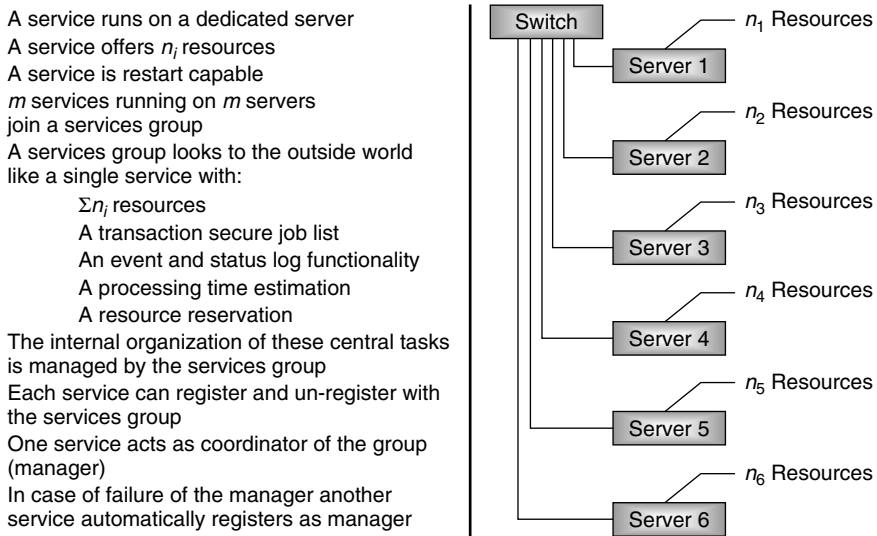 A service runs on a dedicated server
A service offers nᵢ resources
A service is restart capable
m services running on m servers
join a services group
A services group looks to the outside world
like a single service with:
Σnᵢ resources
A transaction secure job list
An event and status log functionality
A processing time estimation
A resource reservation
The internal organization of these central tasks
is managed by the services group
Each service can register and un-register with
the services group
One service acts as coordinator of the group
(manager)
In case of failure of the manager another
service automatically registers as manager
Switch
n₁ Resources
Server 1
n₂ Resources
Server 2
n₃ Resources
Server 3
n₄ Resources
Server 4
n₅ Resources
Server 5
n₆ Resources
Server 6